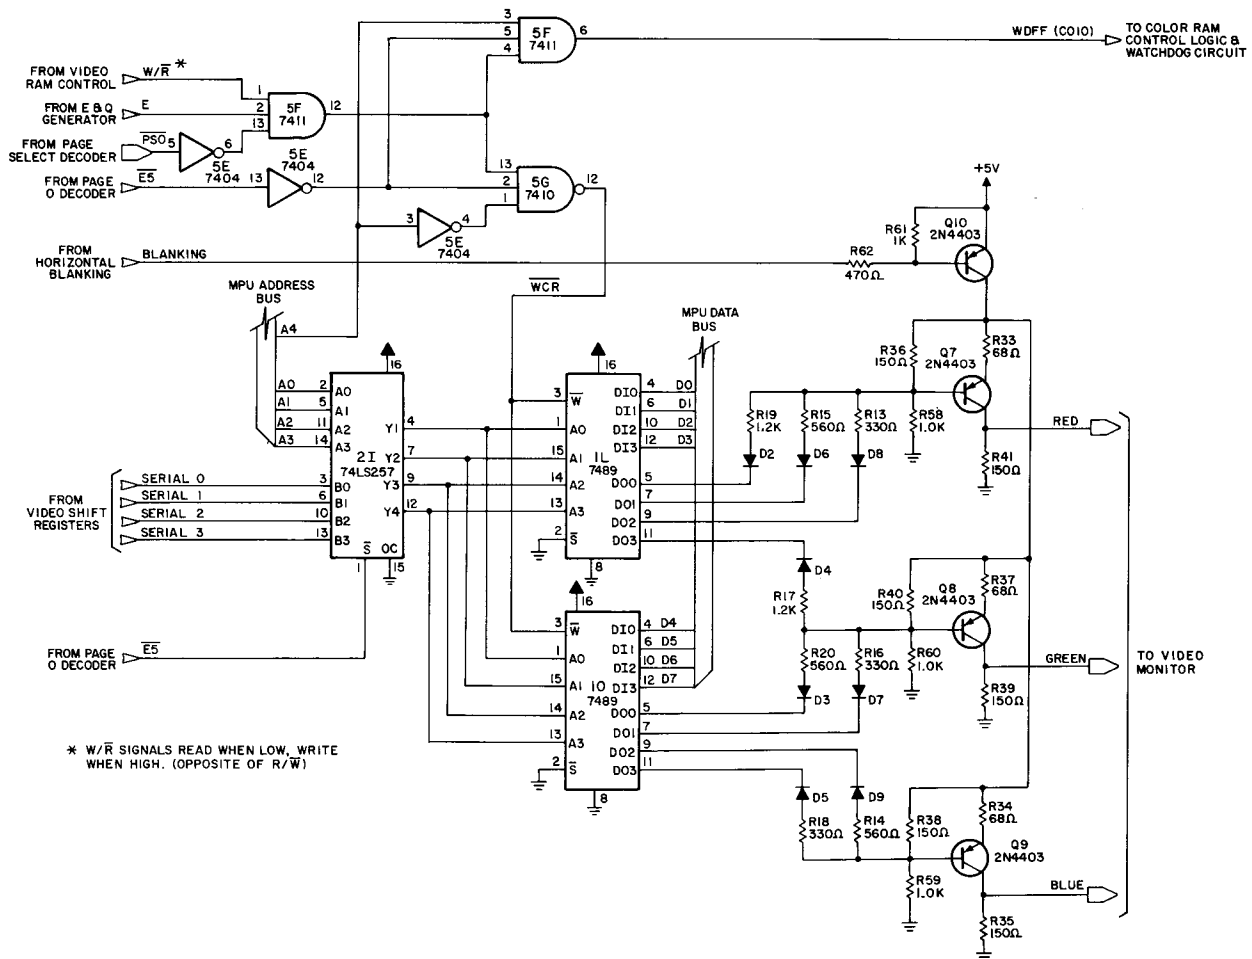 3
5
4
5F
7411
6
WDFF (CO10)
TO COLOR RAM
CONTROL LOGIC &
WATCHDOG CIRCUIT
FROM VIDEO
RAM CONTROL
W/R̅ *
FROM E & Q
GENERATOR
E
FROM PAGE
SELECT DECODER
P̅S̅O̅
FROM PAGE
O DECODER
E̅5̅
1
2
13
5F
7411
12
5
6
5E
7404
13
5E
7404
12
13
2
1
5G
7410
12
3
4
5E
7404
FROM
HORIZONTAL
BLANKING
BLANKING
R62
470Ω
R61
1K
+5V
Q10
2N4403
W̅C̅R̅
MPU ADDRESS
BUS
A4
A0 2 A0
A1 5 A1
A2 11 A2
A3 14 A3
16
Y1 4
2I Y2 7
74LS257
Y3 9
Y4 12
FROM
VIDEO SHIFT
REGISTERS
SERIAL 0 3 B0
SERIAL 1 6 B1
SERIAL 2 10 B2
SERIAL 3 13 B3
S̅ OC
1
15
FROM PAGE
O DECODER
E̅5̅
MPU DATA
BUS
16
3 W̅
1 A0
15 A1
14 A2
13 A3
2 S̅
8
1L
7489
DI0 4 D0
DI1 6 D1
DI2 10 D2
DI3 12 D3
DO0 5
DO1 7
DO2 9
DO3 11
16
3 W̅
1 A0
15 A1
14 A2
13 A3
2 S̅
8
1O
7489
DI0 4 D4
DI1 6 D5
DI2 10 D6
DI3 12 D7
DO0 5
DO1 7
DO2 9
DO3 11
R36
150Ω
Q7
2N4403
R33
68Ω
R19
1.2K
R15
560Ω
R13
330Ω
R58
1.0K
D2
D6
D8
RED
R41
150Ω
D4
R17
1.2K
R40
150Ω
Q8
2N4403
R37
68Ω
R20
560Ω
R16
330Ω
R60
1.0K
D3
D7
GREEN
R39
150Ω
TO VIDEO
MONITOR
D5
D9
R18
330Ω
R14
560Ω
R38
150Ω
R34
68Ω
Q9
2N4403
R59
1.0K
BLUE
R35
150Ω
* W/R̅ SIGNALS READ WHEN LOW, WRITE
WHEN HIGH. (OPPOSITE OF R/W̅)